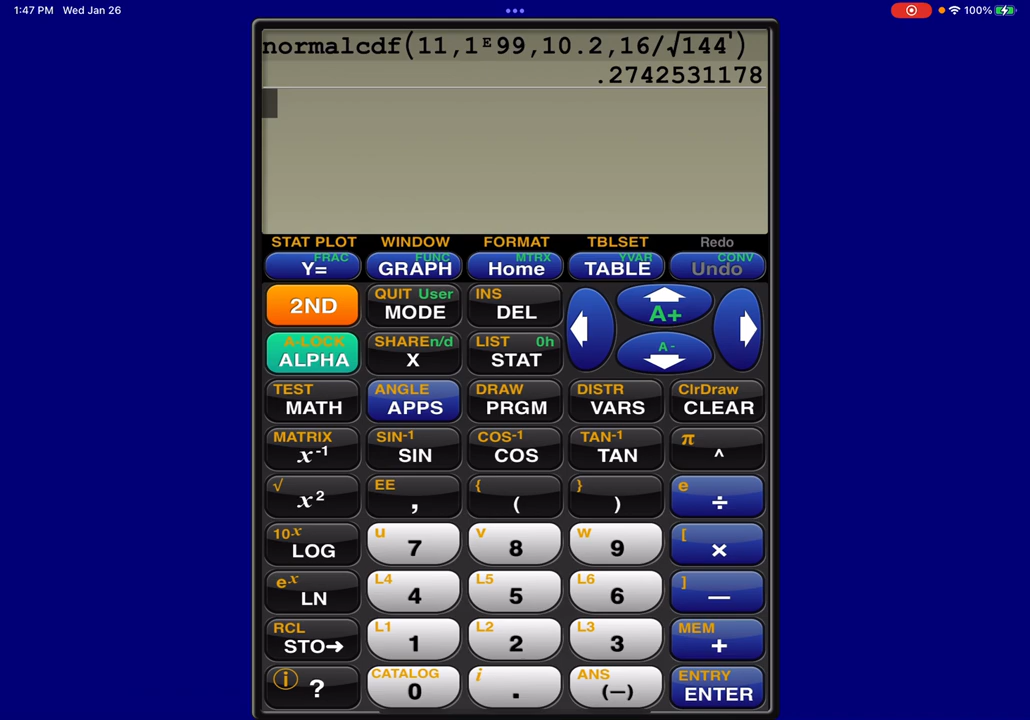 1:47 PM Wed Jan 26
100%
normalcdf(11,1ᴱ99,10.2,16/√144)
.2742531178
STAT PLOT WINDOW FORMAT TBLSET Redo
FRAC FUNC MTRX YVAR CONV
Y= GRAPH Home TABLE Undo
QUIT User INS
2ND MODE DEL A+
A-LOCK SHARE n/d LIST 0h A-
ALPHA X STAT
TEST ANGLE DRAW DISTR ClrDraw
MATH APPS PRGM VARS CLEAR
MATRIX SIN-1 COS-1 TAN-1 π
x-1 SIN COS TAN ^
√ EE { } e
x2 , ( ) ÷
10x u v w [
LOG 7 8 9 ×
ex L4 L5 L6 ]
LN 4 5 6 —
RCL L1 L2 L3 MEM
STO➔ 1 2 3 +
i CATALOG i ANS ENTRY
? 0 . (—) ENTER